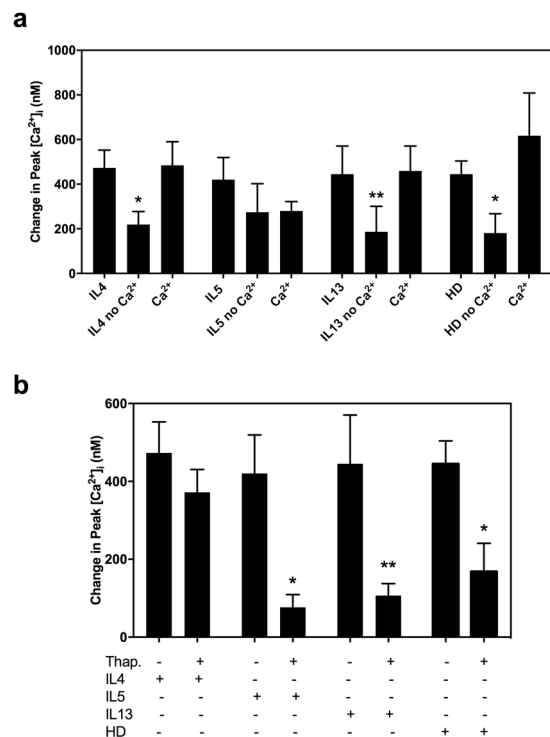 a
Change in Peak [Ca²⁺]ᵢ (nM)
1000
800
600
400
200
0
*
**
*
IL4
IL4 no Ca²⁺
Ca²⁺
IL5
IL5 no Ca²⁺
Ca²⁺
IL13
IL13 no Ca²⁺
Ca²⁺
HD
HD no Ca²⁺
Ca²⁺
b
Change in Peak [Ca²⁺]ᵢ (nM)
600
400
200
0
*
**
*
Thap. - + - + - + - +
IL4 + + - - - - - -
IL5 - - + + - - - -
IL13 - - - - + + - -
HD - - - - - - + +